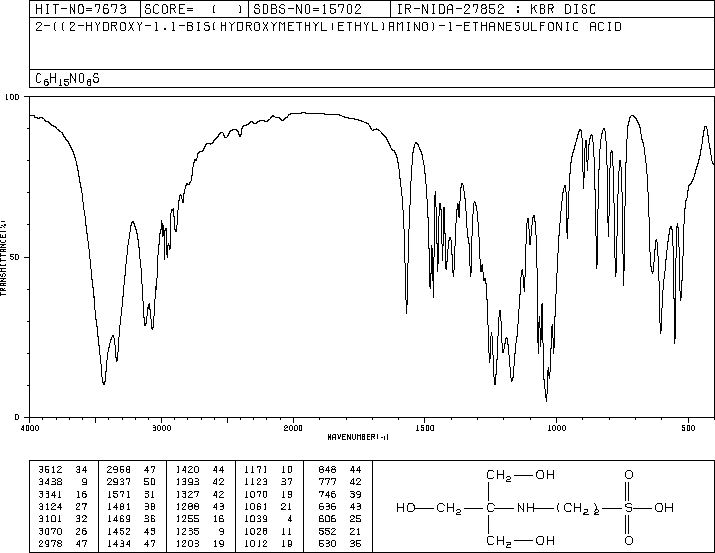 HIT-NO=7673 SCORE= ( ) SDBS-NO=15702 IR-NIDA-27852 : KBR DISC
2-((2-HYDROXY-1,1-BIS(HYDROXYMETHYL)ETHYL)AMINO)-1-ETHANESULFONIC ACID
C6H15NO6S
100
50
0
TRANSMITTANCE(%)
4000 3000 2000 1500 1000 500
WAVENUMBER(-1)
3512 34 2968 47 1420 44 1171 10 848 44
3438 9 2937 50 1393 42 1123 37 777 42
3341 16 1571 31 1327 42 1070 19 746 39
3124 27 1481 38 1288 43 1061 21 636 43
3101 32 1469 36 1255 16 1039 4 606 25
3070 26 1452 49 1235 9 1028 11 552 21
2978 47 1434 47 1203 19 1012 18 530 35
CH2 OH O
HO CH2 C NH (CH2)2 S OH
CH2 OH O